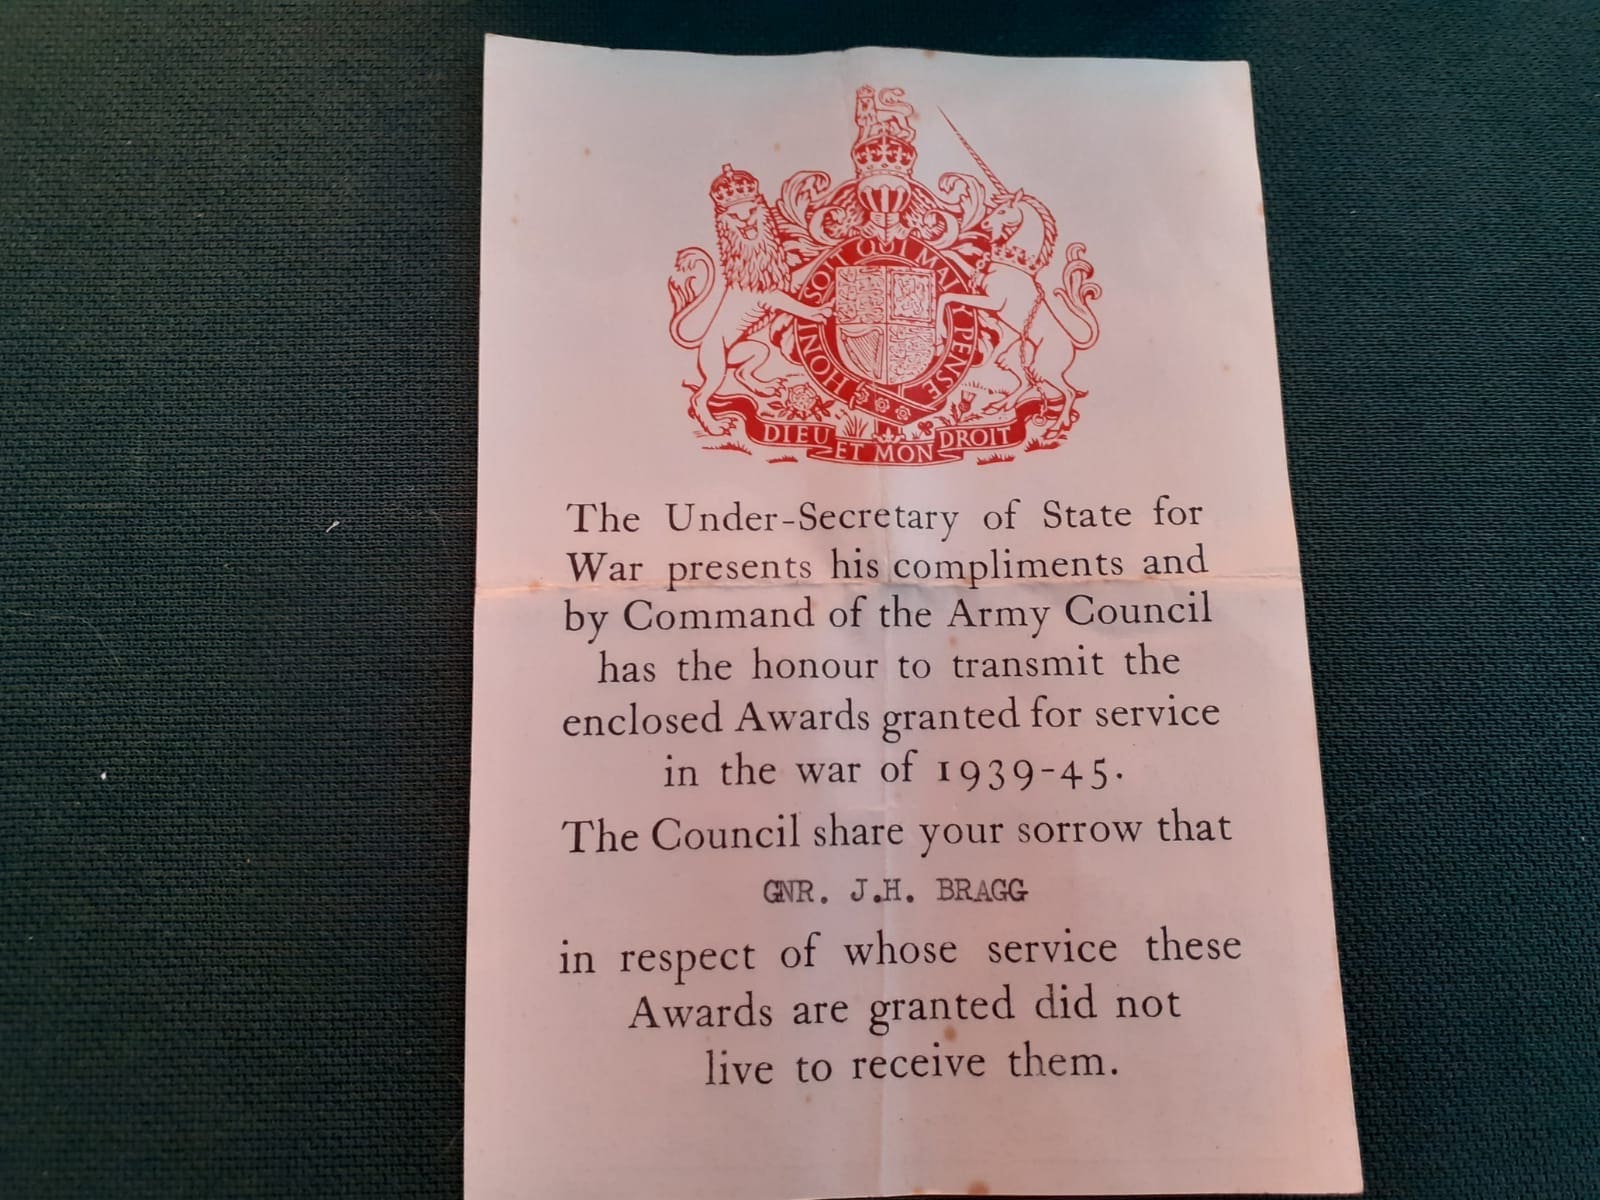 HONI SOIT QUI MAL Y PENSE
DIEU ET MON DROIT
The Under-Secretary of State for
War presents his compliments and
by Command of the Army Council
has the honour to transmit the
enclosed Awards granted for service
in the war of 1939-45.
The Council share your sorrow that
GNR. J.H. BRAGG
in respect of whose service these
Awards are granted did not
live to receive them.